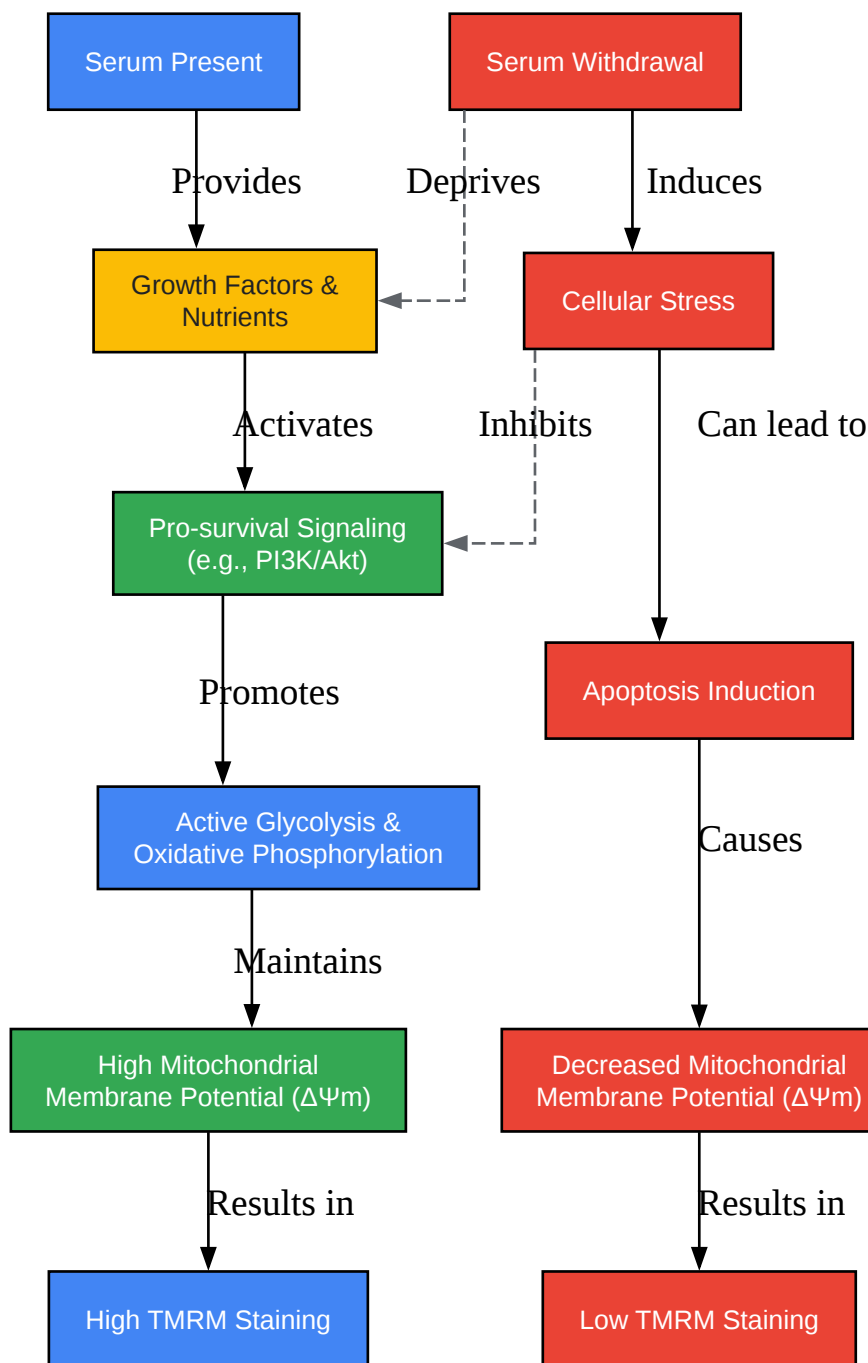 Serum Present
Serum Withdrawal
Provides
Deprives
Induces
Growth Factors &
Nutrients
Cellular Stress
Activates
Inhibits
Can lead to
Pro-survival Signaling
(e.g., PI3K/Akt)
Promotes
Apoptosis Induction
Active Glycolysis &
Oxidative Phosphorylation
Causes
Maintains
High Mitochondrial
Membrane Potential (ΔΨm)
Decreased Mitochondrial
Membrane Potential (ΔΨm)
Results in
Results in
High TMRM Staining
Low TMRM Staining